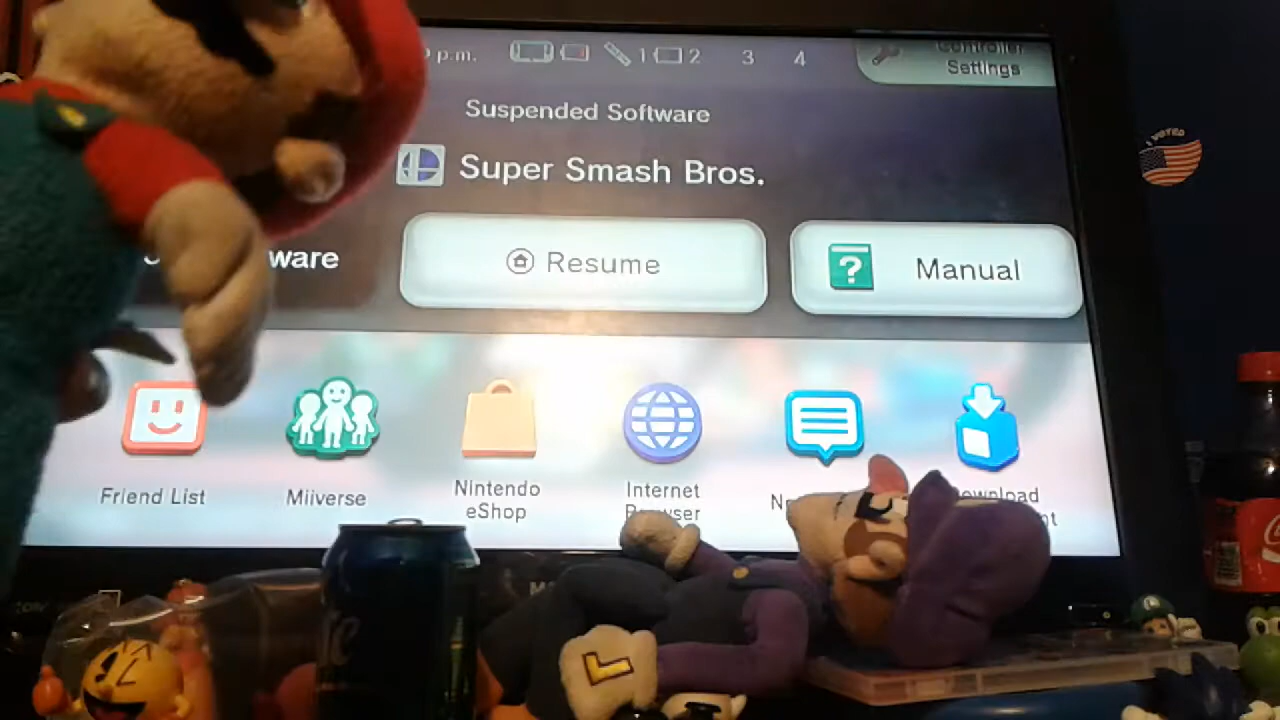 p.m. 1 2 3 4
Controller
Settings
I VOTED
Suspended Software
Super Smash Bros.
ware
Resume
? Manual
Friend List
Miiverse
Nintendo
eShop
Internet